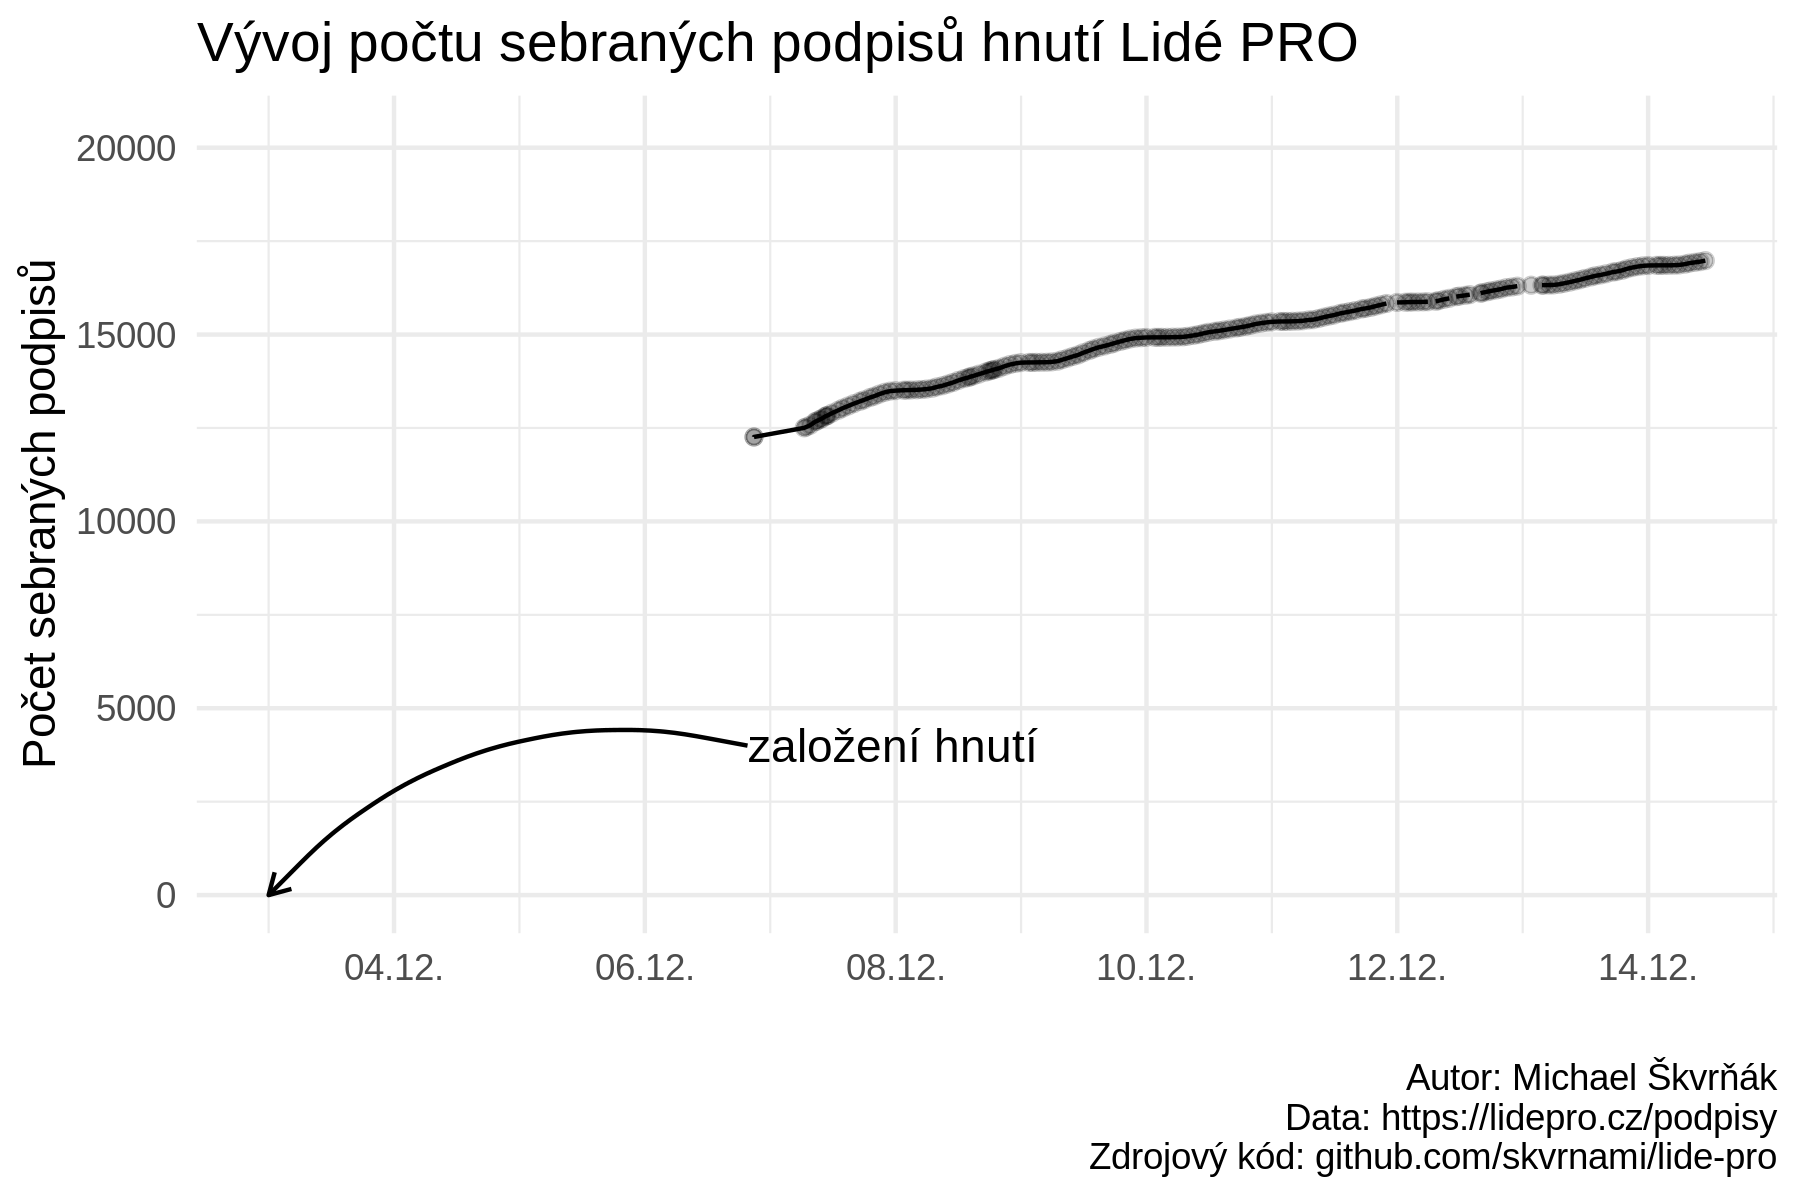 Vývoj počtu sebraných podpisů hnutí Lidé PRO
Počet sebraných podpisů
20000
15000
10000
5000
0
založení hnutí
04.12.
06.12.
08.12.
10.12.
12.12.
14.12.
Autor: Michael Škvrňák
Data: https://lidepro.cz/podpisy
Zdrojový kód: github.com/skvrnami/lide-pro